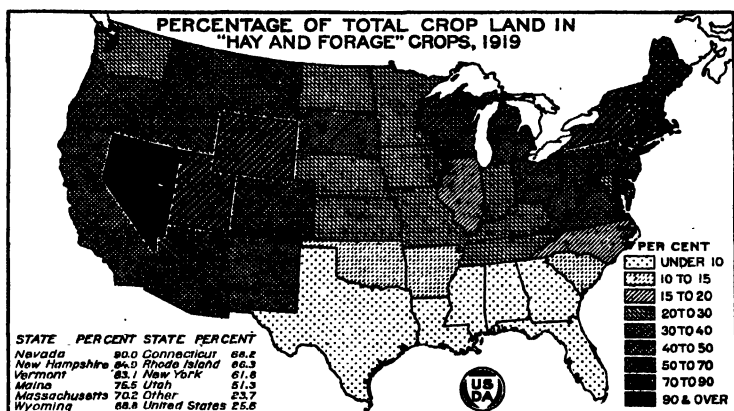 PERCENTAGE OF TOTAL CROP LAND IN
"HAY AND FORAGE" CROPS, 1919
PER CENT
UNDER 10
10 TO 15
15 TO 20
20 TO 30
30 TO 40
40 TO 50
50 TO 70
70 TO 90
90 & OVER
STATE PER CENT STATE PER CENT
Nevada 90.0 Connecticut 68.2
New Hampshire 84.0 Rhode Island 66.3
Vermont 83.1 New York 61.8
Maine 75.5 Utah 51.3
Massachusetts 70.2 Other 23.7
Wyoming 68.8 United States 25.6
US
DA